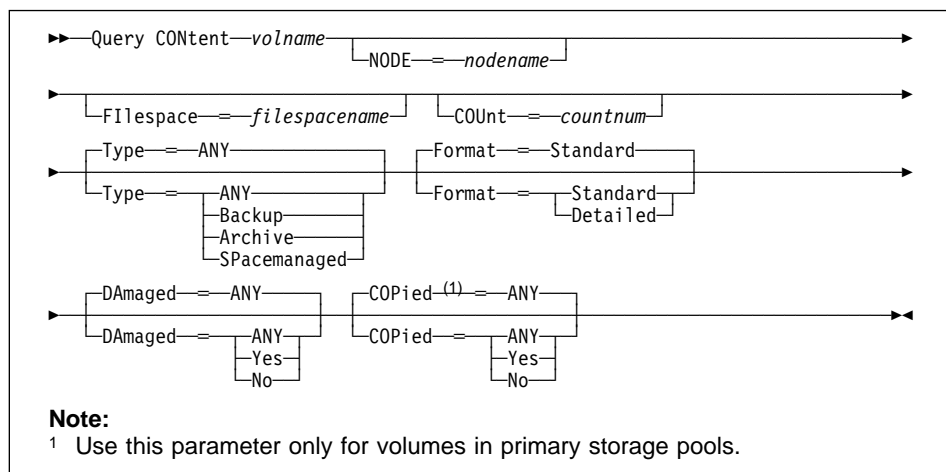 Query CONtent volname
NODE = nodename
FIlespace = filespacename COUnt = countnum
Type = ANY Format = Standard
Type = ANY Format = Standard
Backup Detailed
Archive
SPacemanaged
DAmaged = ANY COPied (1) = ANY
DAmaged = ANY COPied = ANY
Yes Yes
No No
Note:
1 Use this parameter only for volumes in primary storage pools.